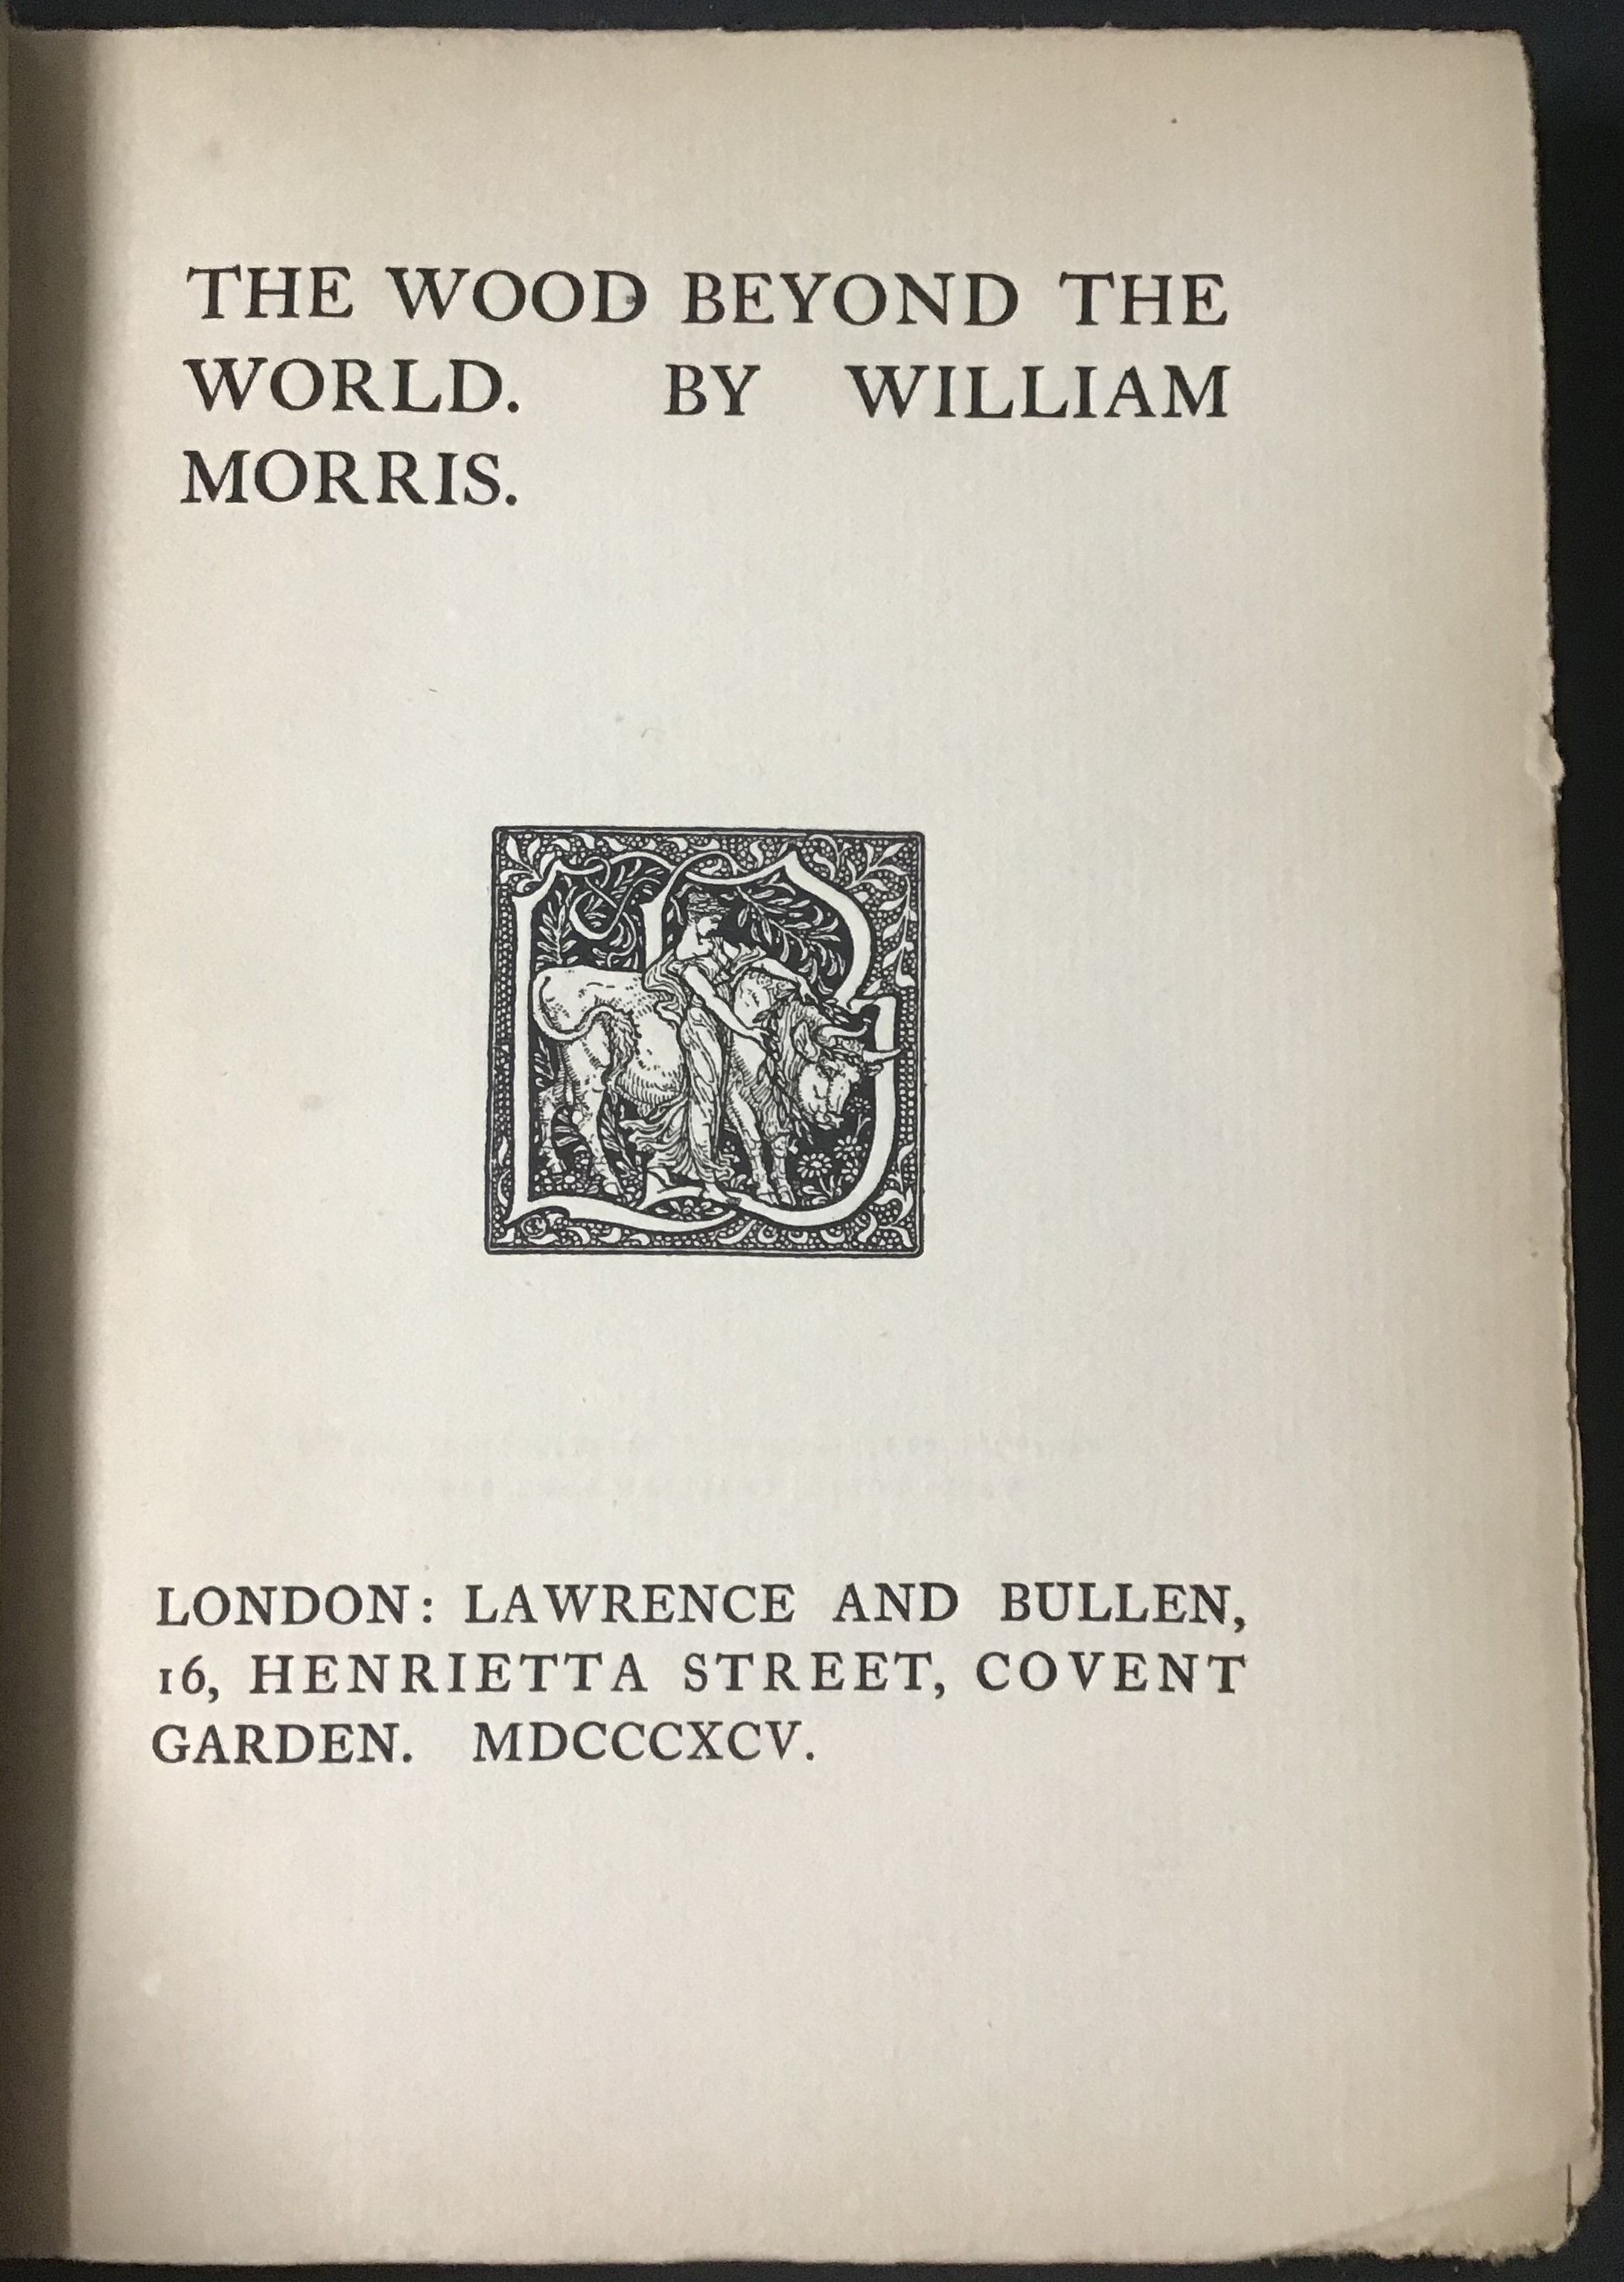 THE WOOD BEYOND THE
WORLD. BY WILLIAM
MORRIS.
LONDON: LAWRENCE AND BULLEN,
16, HENRIETTA STREET, COVENT
GARDEN. MDCCCXCV.